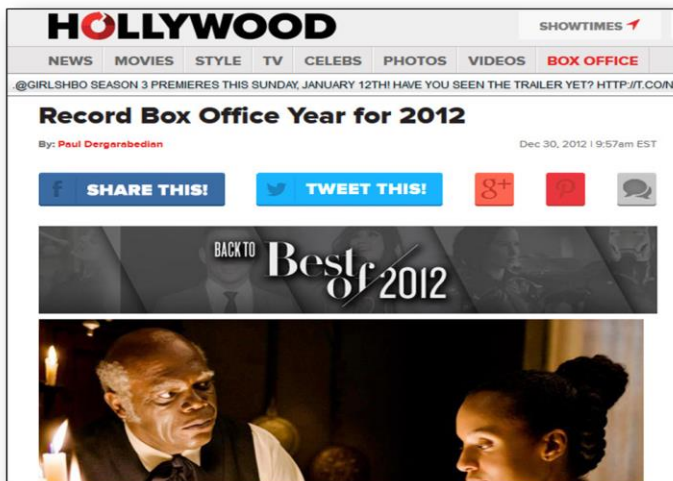 HOLLYWOOD
SHOWTIMES
NEWS MOVIES STYLE TV CELEBS PHOTOS VIDEOS BOX OFFICE
.@GIRLSHBO SEASON 3 PREMIERES THIS SUNDAY, JANUARY 12TH! HAVE YOU SEEN THE TRAILER YET? HTTP://T.CO/N
Record Box Office Year for 2012
By: Paul Dergarabedian Dec 30, 2012 | 9:57am EST
f SHARE THIS! TWEET THIS! 8+
BACK TO Best of 2012